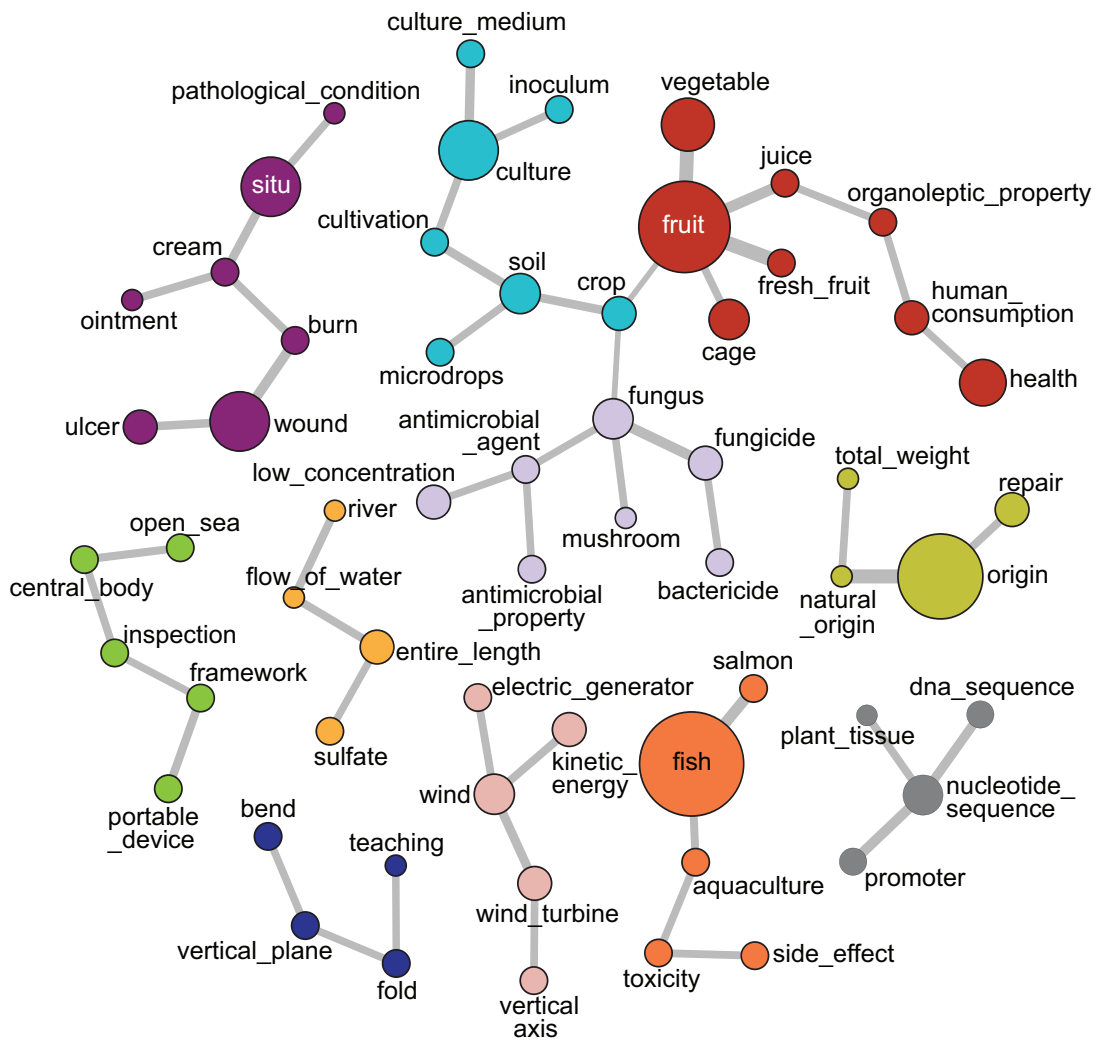 culture_medium
pathological_condition
inoculum
vegetable
situ
culture
juice
organoleptic_property
cultivation
fruit
cream
soil
crop
fresh_fruit
human_
consumption
ointment
burn
microdrops
cage
health
ulcer
wound
antimicrobial
_agent
fungus
fungicide
low_concentration
total_weight
repair
river
open_sea
mushroom
central_body
flow_of_water
antimicrobial
_property
bactericide
natural
_origin
origin
inspection
entire_length
framework
salmon
electric_generator
dna_sequence
plant_tissue
sulfate
kinetic_
energy
fish
wind
nucleotide_
sequence
portable
_device
bend
teaching
aquaculture
promoter
vertical_plane
wind_turbine
fold
toxicity
side_effect
vertical
axis